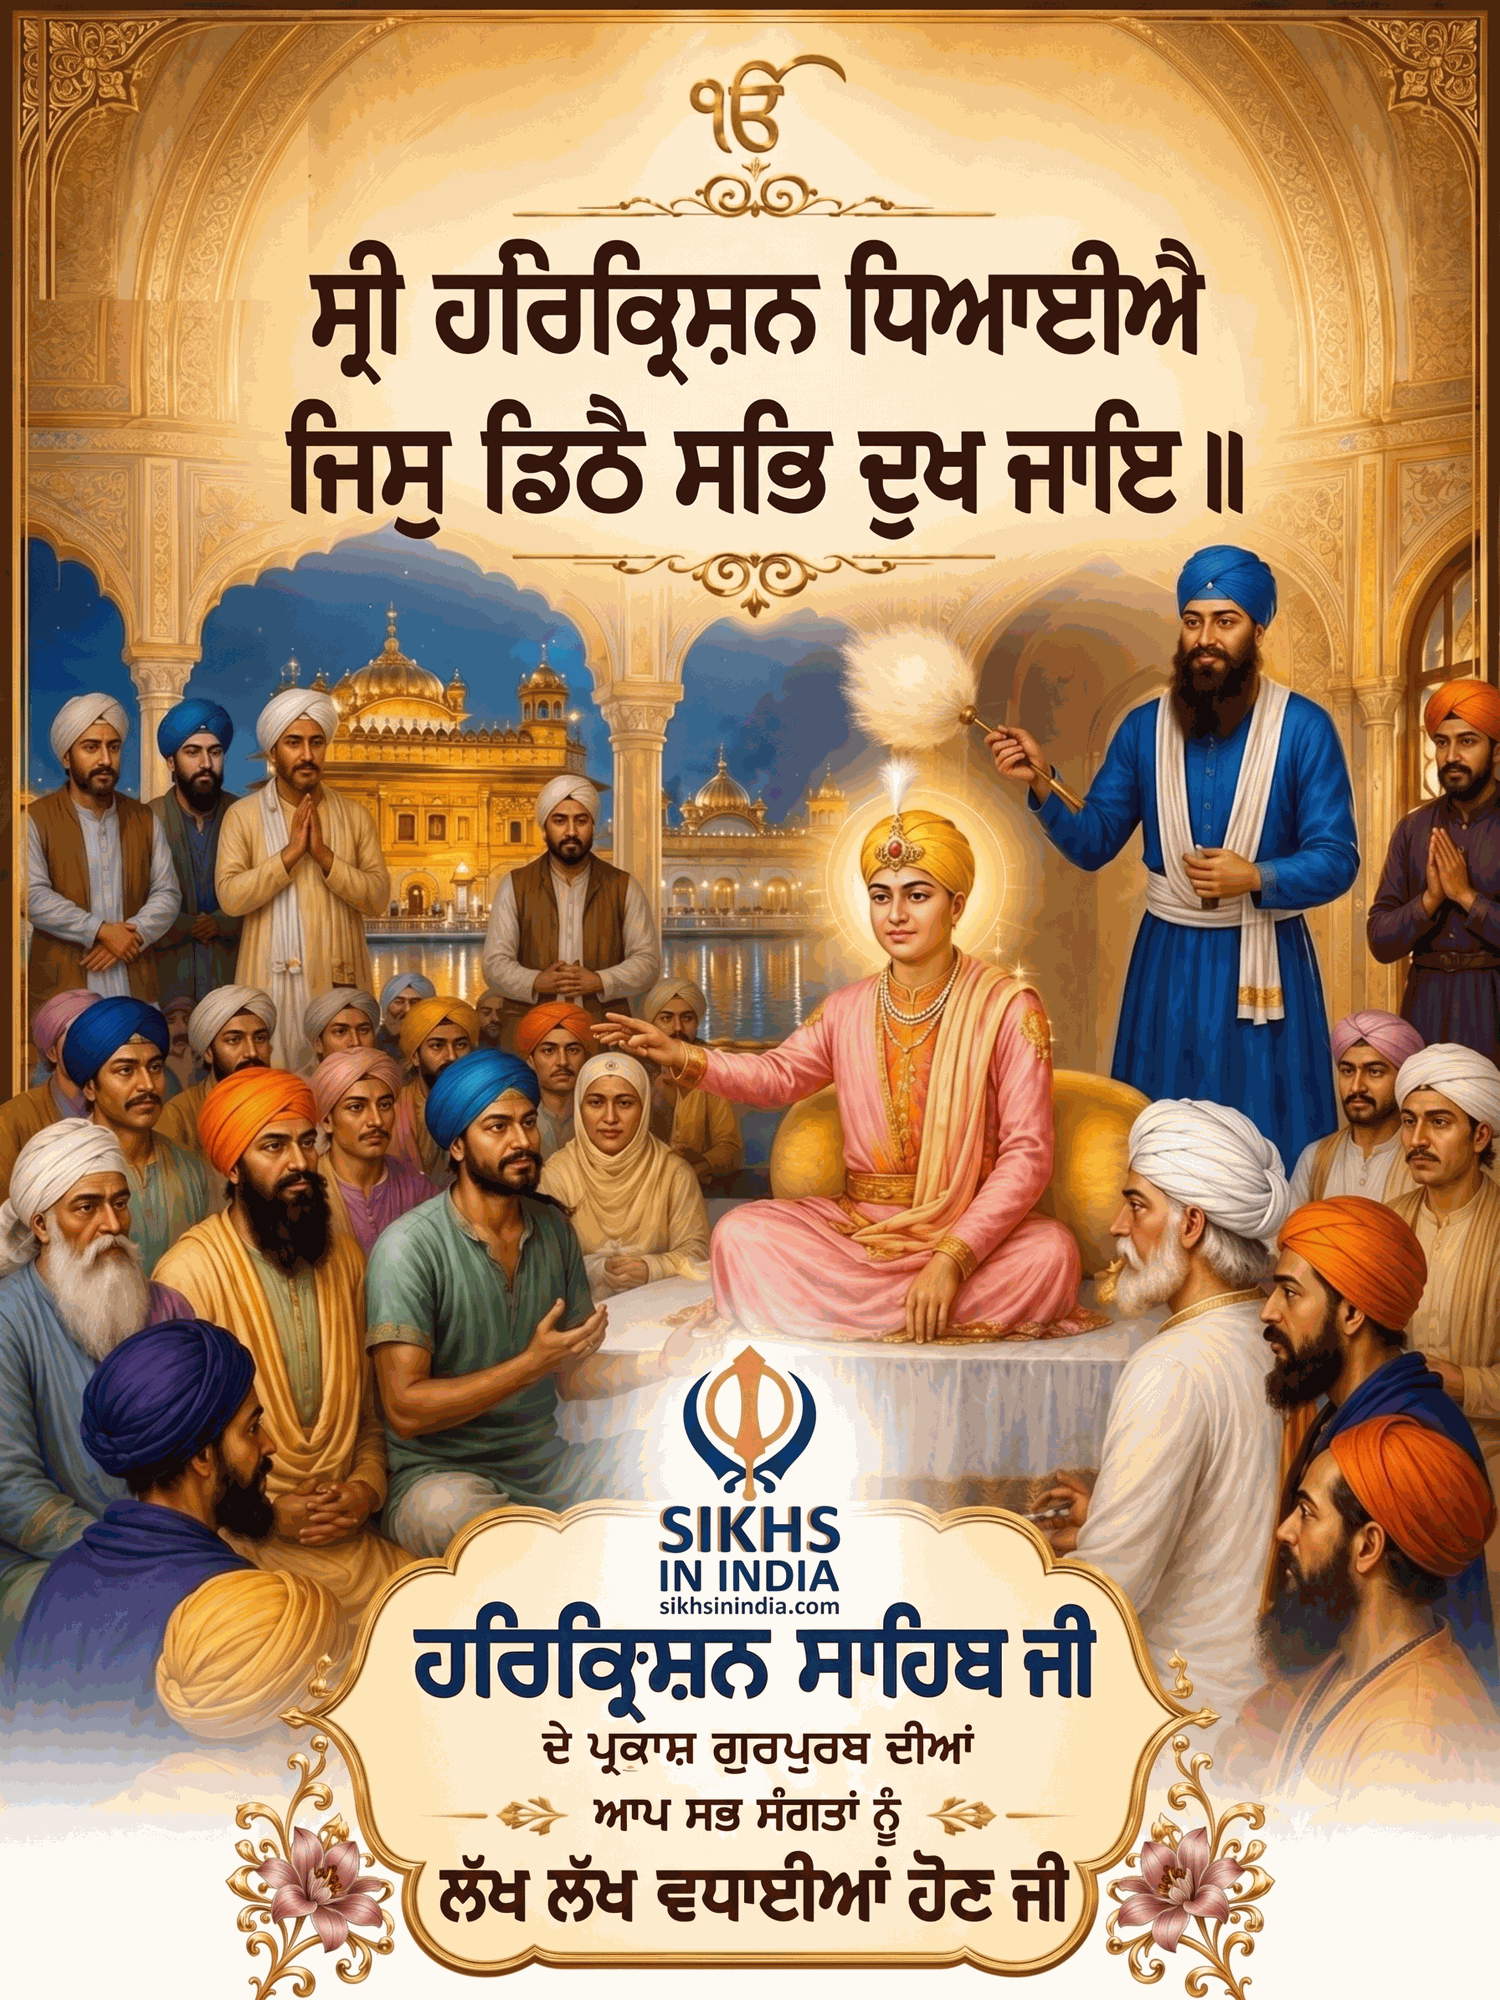 ੴ
ਸ੍ਰੀ ਹਰਿਕ੍ਰਿਸ਼ਨ ਧਿਆਈਐ
ਜਿਸੁ ਡਿਠੈ ਸਭਿ ਦੁਖ ਜਾਇ॥
SIKHS
IN INDIA
sikhsinindia.com
ਹਰਿਕ੍ਰਿਸ਼ਨ ਸਾਹਿਬ ਜੀ
ਦੇ ਪ੍ਰਕਾਸ਼ ਗੁਰਪੁਰਬ ਦੀਆਂ
ਆਪ ਸਭ ਸੰਗਤਾਂ ਨੂੰ
ਲੱਖ ਲੱਖ ਵਧਾਈਆਂ ਹੋਣ ਜੀ